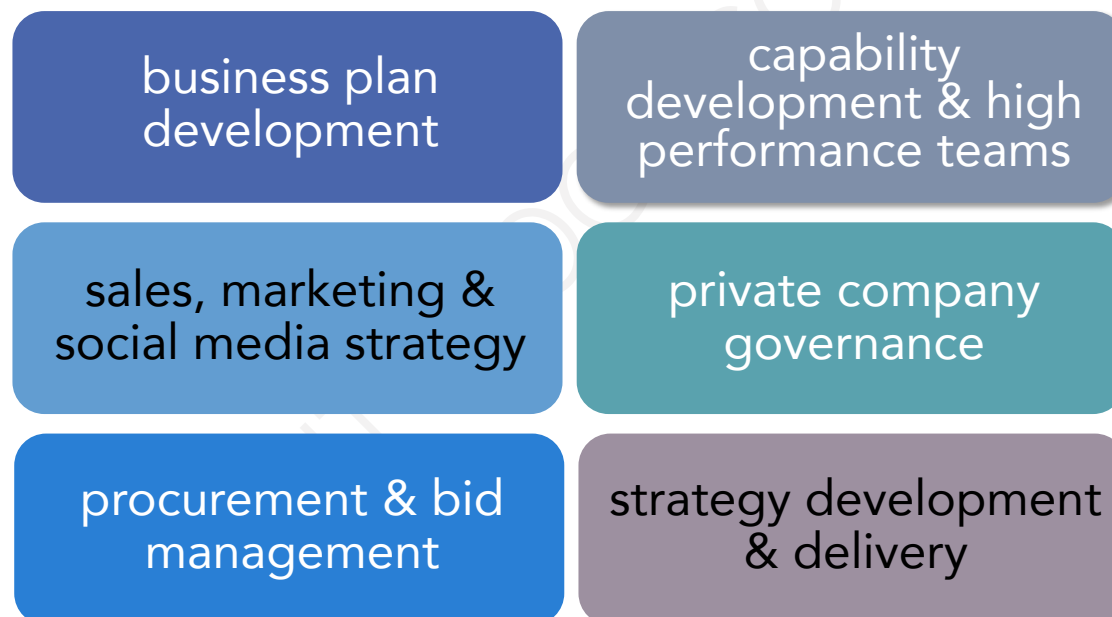 business plan
development
capability
development & high
performance teams
sales, marketing &
social media strategy
private company
governance
procurement & bid
management
strategy development
& delivery